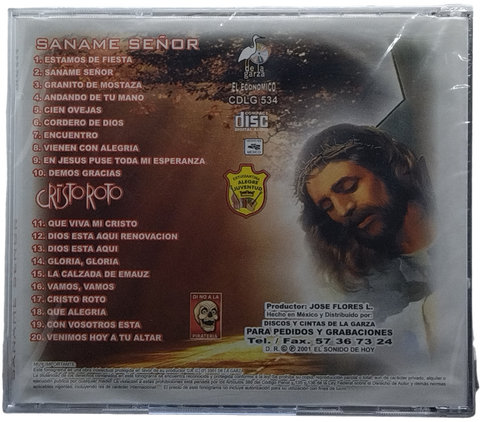 SANAME SEÑOR
1. ESTAMOS DE FIESTA
2. SANAME SEÑOR
3. GRANITO DE MOSTAZA
4. ANDANDO DE TU MANO
5. CIEN OVEJAS
6. CORDERO DE DIOS
7. ENCUENTRO
8. VIENEN CON ALEGRIA
9. EN JESUS PUSE TODA MI ESPERANZA
10. DEMOS GRACIAS
CRISTO ROTO
11. QUE VIVA MI CRISTO
12. DIOS ESTA AQUI RENOVACION
13. DIOS ESTA AQUI
14. GLORIA, GLORIA
15. LA CALZADA DE EMAUZ
16. VAMOS, VAMOS
17. CRISTO ROTO
18. QUE ALEGRIA
19. CON VOSOTROS ESTA
20. VENIMOS HOY A TU ALTAR
de la
garza
EL ECONOMICO
CDLG 534
COMPACT
disc
DIGITAL AUDIO
ESTUDIANTINA
ALEGRE
JUVENTUD
DI NO A LA
PIRATERIA
Productor: JOSE FLORES L.
Hecho en México y Distribuido por:
DISCOS Y CINTAS DE LA GARZA
PARA PEDIDOS Y GRABACIONES
Tel. / Fax. 57 36 73 24
D. R. © ℗ 2001 EL SONIDO DE HOY